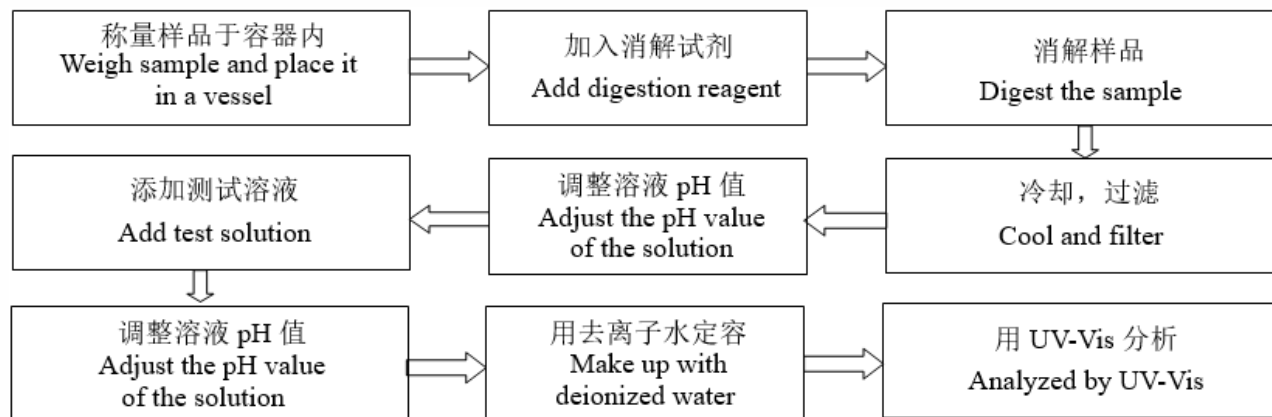 称量样品于容器内
Weigh sample and place it
in a vessel
加入消解试剂
Add digestion reagent
消解样品
Digest the sample
冷却，过滤
Cool and filter
调整溶液 pH 值
Adjust the pH value
of the solution
添加测试溶液
Add test solution
调整溶液 pH 值
Adjust the pH value
of the solution
用去离子水定容
Make up with
deionized water
用 UV-Vis 分析
Analyzed by UV-Vis